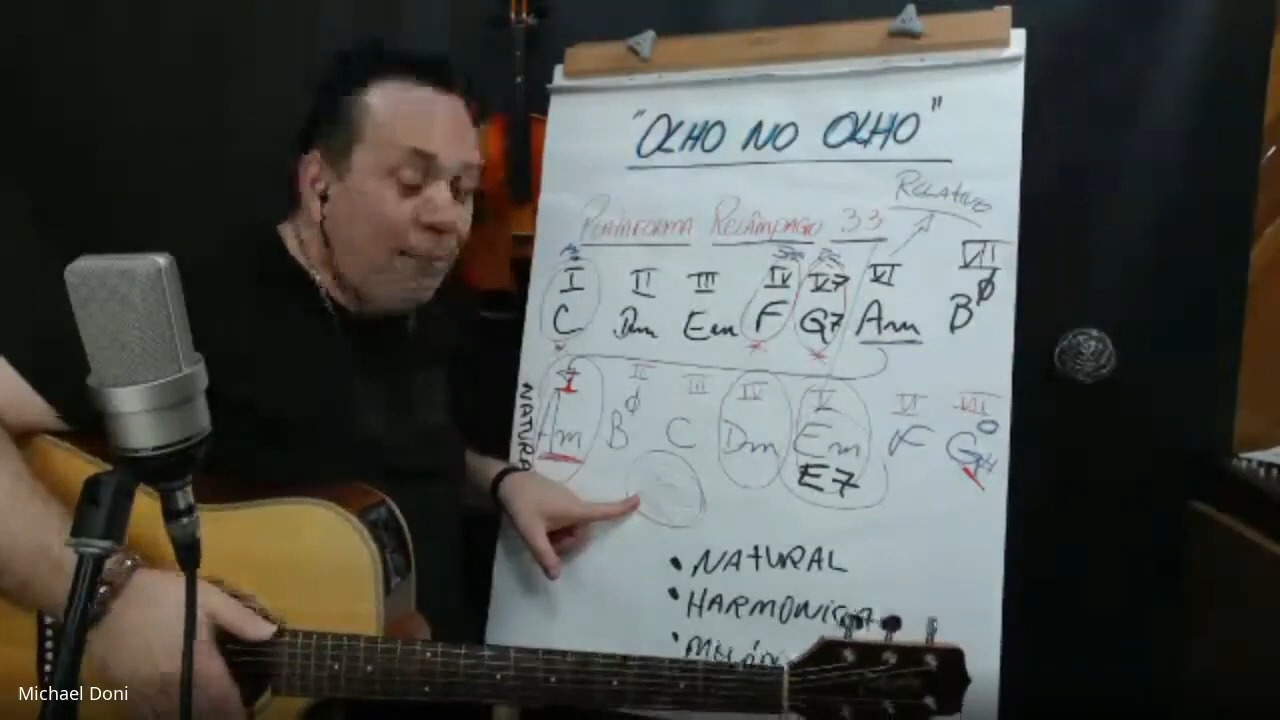 "OLHO NO OLHO"
RELATIVO
PLATAFORMA RELÂMPAGO 33
I II III IV V7 VI VII
C Dm Em F G7 Am BØ
I II III IV V VI VII
NATURA
Am BØ C Dm Em F G#O
E7
• NATURAL
• HARMONICA
Michael Doni